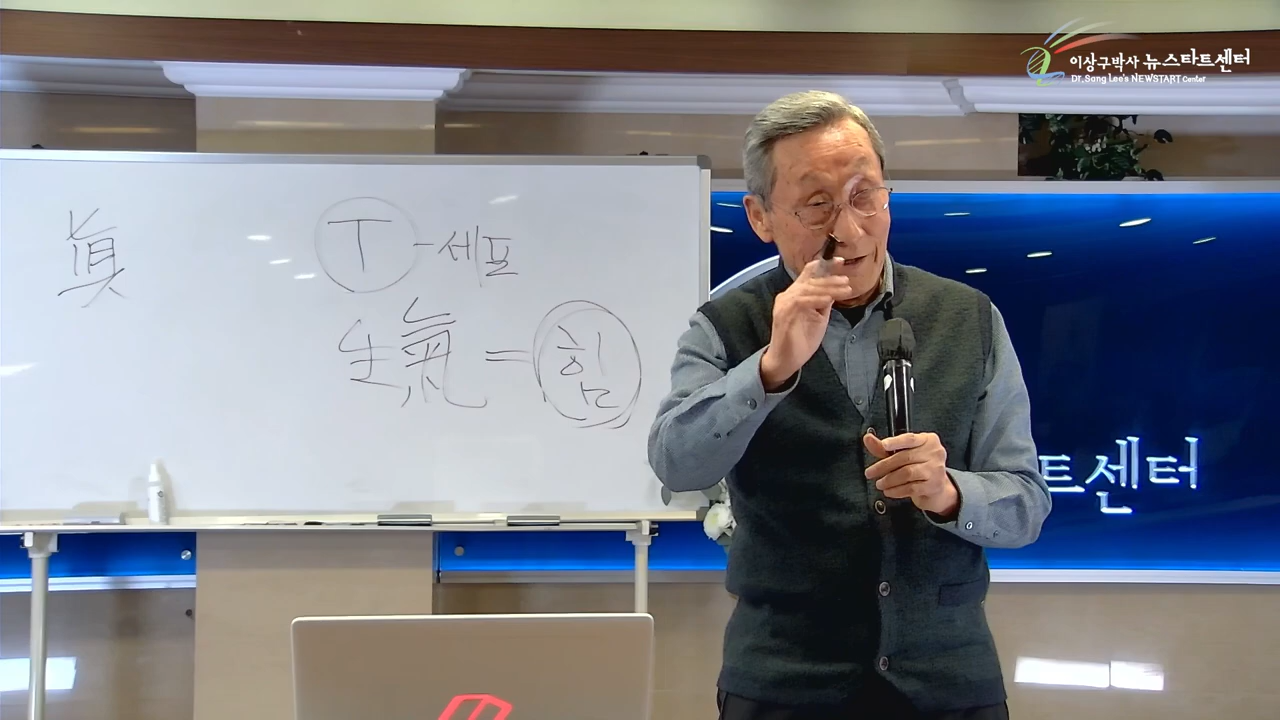 이상구박사 뉴스타트센터
Dr. Sang Lee's NEWSTART Center
眞
T-세포
生氣 = 힘
트센터